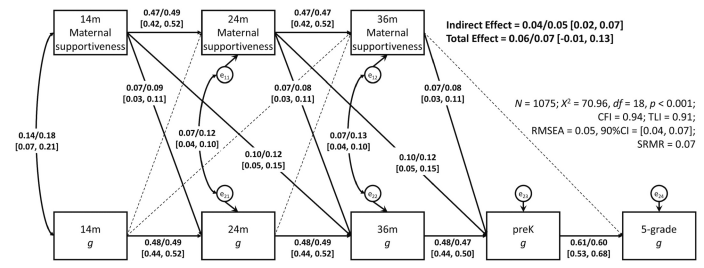 14m
Maternal
supportiveness
0.47/0.49
[0.42, 0.52]
24m
Maternal
supportiveness
0.47/0.47
[0.42, 0.52]
36m
Maternal
supportiveness
Indirect Effect = 0.04/0.05 [0.02, 0.07]
Total Effect = 0.06/0.07 [-0.01, 0.13]
e11
e12
0.07/0.09
[0.03, 0.11]
0.07/0.08
[0.03, 0.11]
0.07/0.08
[0.03, 0.11]
N = 1075; X² = 70.96, df = 18, p < 0.001;
CFI = 0.94; TLI = 0.91;
RMSEA = 0.05, 90%CI = [0.04, 0.07];
SRMR = 0.07
0.14/0.18
[0.07, 0.21]
0.07/0.12
[0.04, 0.10]
0.07/0.13
[0.04, 0.10]
0.10/0.12
[0.05, 0.15]
0.10/0.12
[0.05, 0.15]
e21
e22
e23
e24
14m
g
0.48/0.49
[0.44, 0.52]
24m
g
0.48/0.49
[0.44, 0.52]
36m
g
0.48/0.47
[0.44, 0.50]
preK
g
0.61/0.60
[0.53, 0.68]
5-grade
g